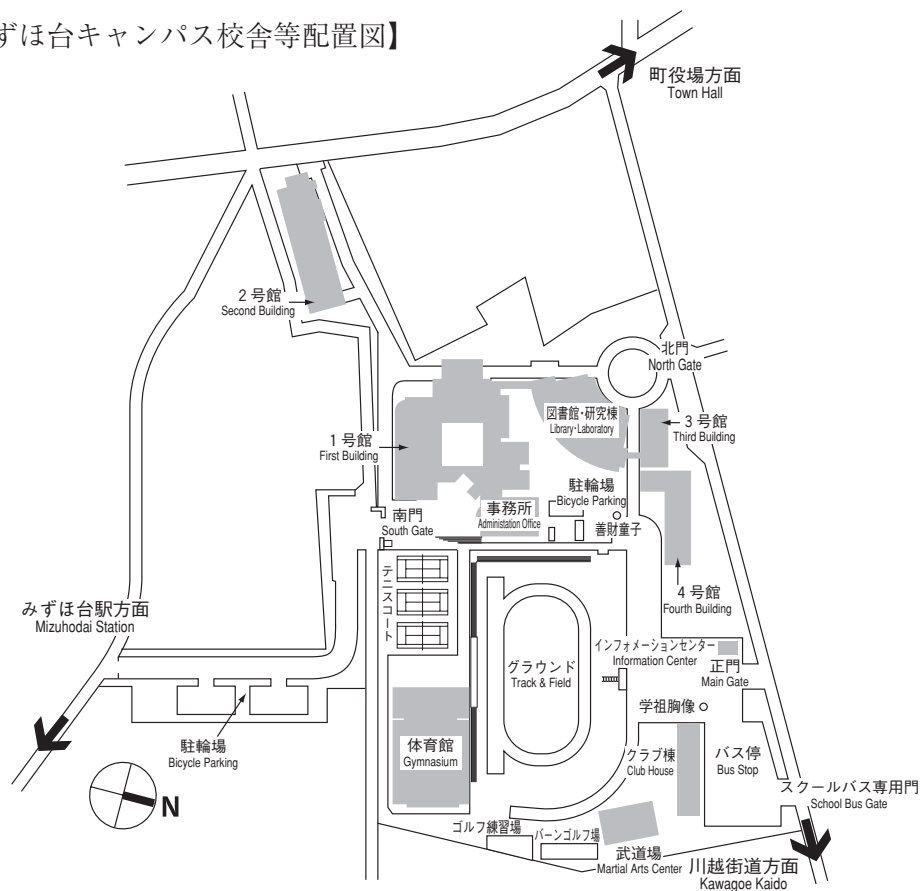 ずほ台キャンパス校舎等配置図】
町役場方面
Town Hall
2 号館
Second Building
北門
North Gate
図書館・研究棟
Library・Laboratory
3 号館
Third Building
1 号館
First Building
駐輪場
Bicycle Parking
事務所
Administation Office
善財童子
南門
South Gate
テニスコート
4 号館
Fourth Building
みずほ台駅方面
Mizuhodai Station
グラウンド
Track & Field
インフォメーションセンター
Information Center
正門
Main Gate
学祖胸像
駐輪場
Bicycle Parking
体育館
Gymnasium
クラブ棟
Club House
バス停
Bus Stop
スクールバス専用門
School Bus Gate
N
ゴルフ練習場
バーンゴルフ場
武道場
Martial Arts Center
川越街道方面
Kawagoe Kaido